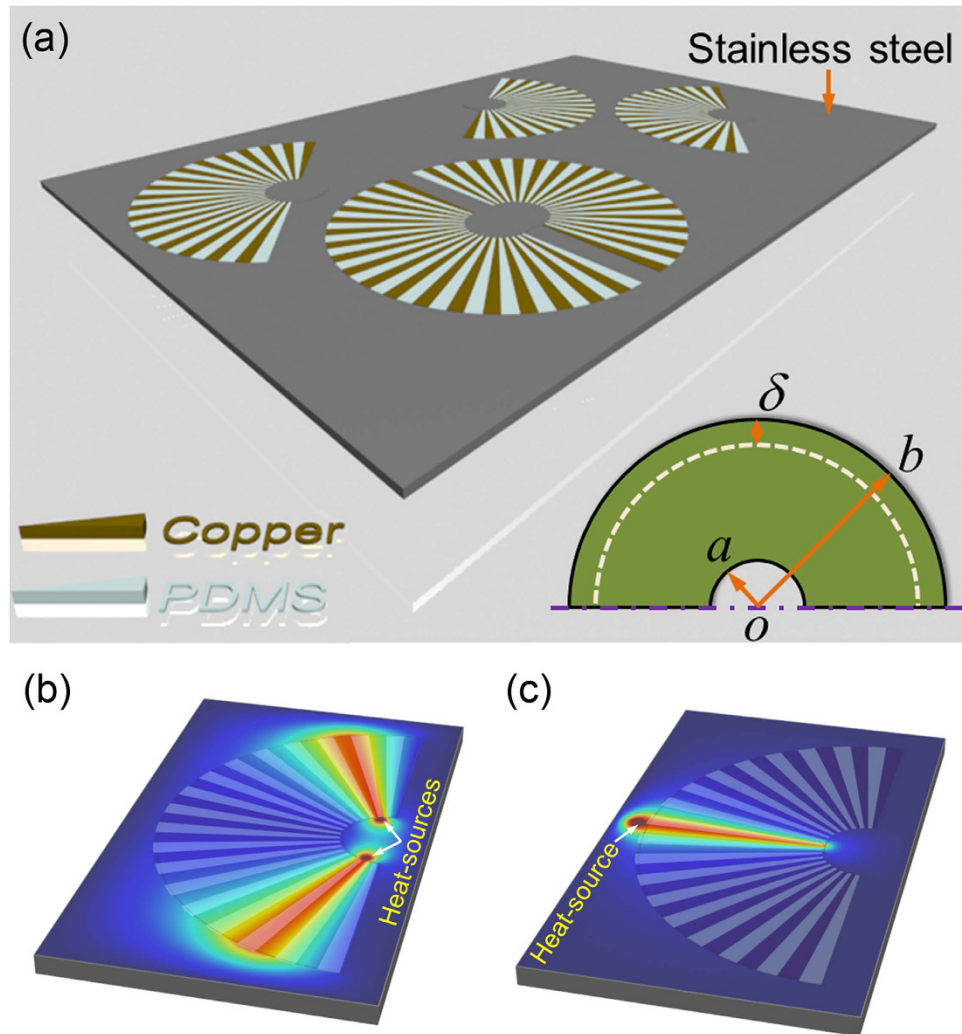 (a)
Stainless steel
δ
b
a
o
Copper
PDMS
(b)
Heat-sources
(c)
Heat-source